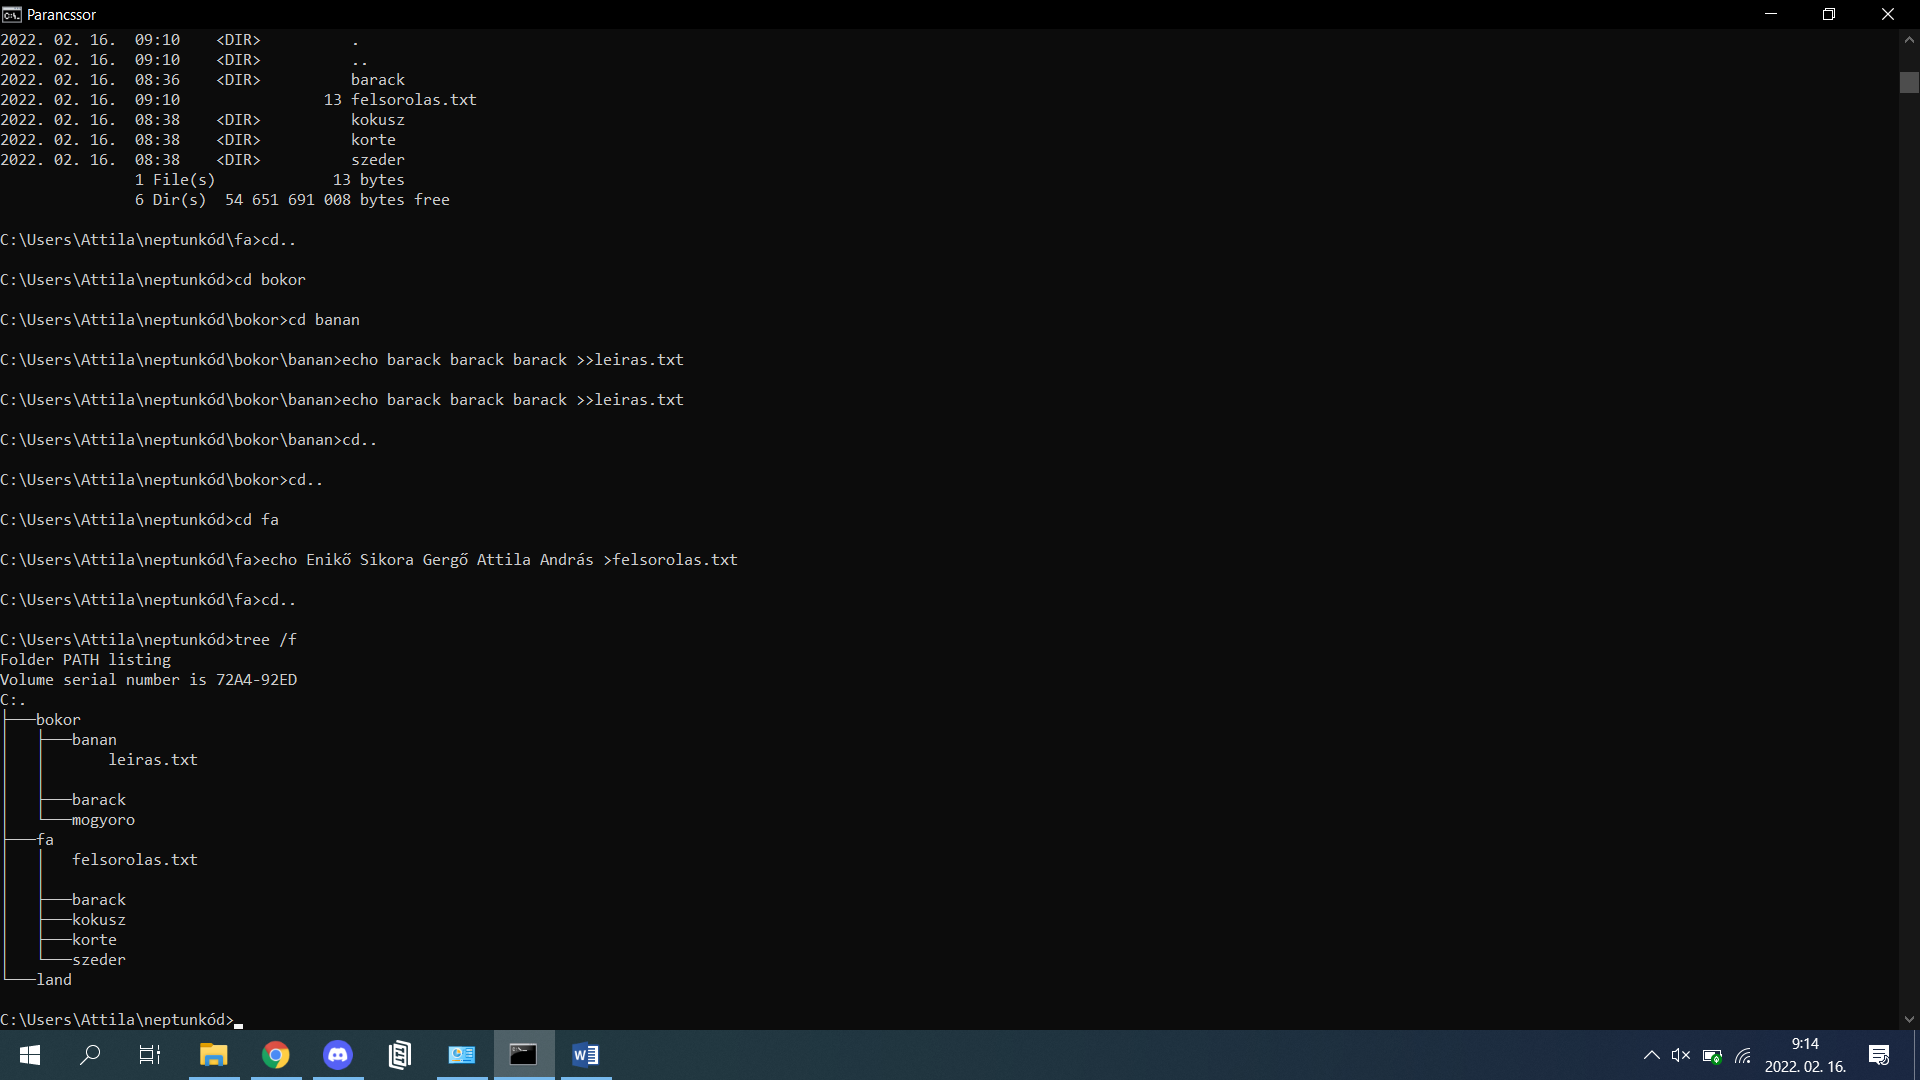 Parancssor
2022. 02. 16.  09:10    <DIR>          .
2022. 02. 16.  09:10    <DIR>          ..
2022. 02. 16.  08:36    <DIR>          barack
2022. 02. 16.  09:10                13 felsorolas.txt
2022. 02. 16.  08:38    <DIR>          kokusz
2022. 02. 16.  08:38    <DIR>          korte
2022. 02. 16.  08:38    <DIR>          szeder
               1 File(s)             13 bytes
               6 Dir(s)  54 651 691 008 bytes free
C:\Users\Attila\neptunkód\fa>cd..
C:\Users\Attila\neptunkód>cd bokor
C:\Users\Attila\neptunkód\bokor>cd banan
C:\Users\Attila\neptunkód\bokor\banan>echo barack barack barack >>leiras.txt
C:\Users\Attila\neptunkód\bokor\banan>echo barack barack barack >>leiras.txt
C:\Users\Attila\neptunkód\bokor\banan>cd..
C:\Users\Attila\neptunkód\bokor>cd..
C:\Users\Attila\neptunkód>cd fa
C:\Users\Attila\neptunkód\fa>echo Enikő Sikora Gergő Attila András >felsorolas.txt
C:\Users\Attila\neptunkód\fa>cd..
C:\Users\Attila\neptunkód>tree /f
Folder PATH listing
Volume serial number is 72A4-92ED
C:.
├───bokor
│   ├───banan
│   │       leiras.txt
│   │
│   ├───barack
│   └───mogyoro
├───fa
│   │   felsorolas.txt
│   │
│   ├───barack
│   ├───kokusz
│   ├───korte
│   └───szeder
└───land
C:\Users\Attila\neptunkód>
9:14
2022. 02. 16.